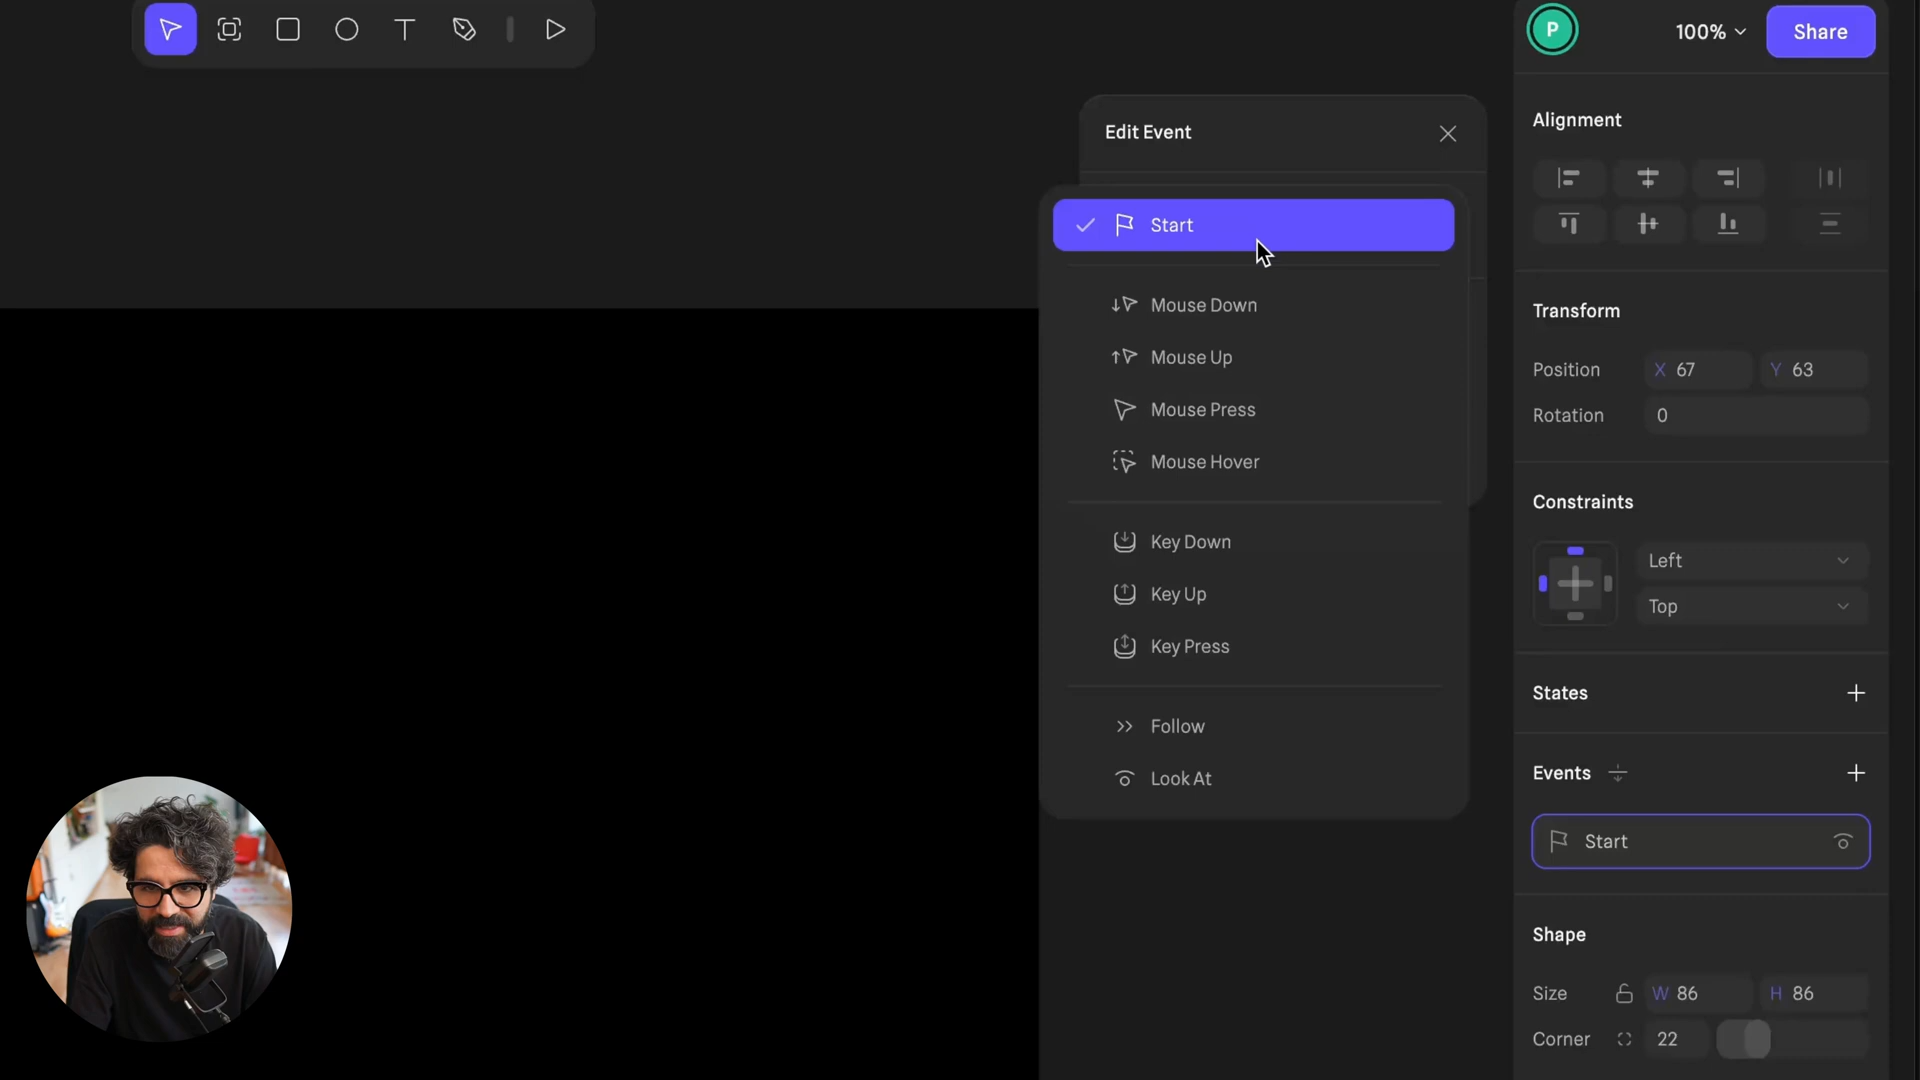 P
100%
Share
Edit Event
Alignment
Start
Mouse Down
Mouse Up
Mouse Press
Mouse Hover
Key Down
Key Up
Key Press
Follow
Look At
Transform
Position X 67 Y 63
Rotation 0
Constraints
Left
Top
States
Events
Start
Shape
Size W 86 H 86
Corner 22